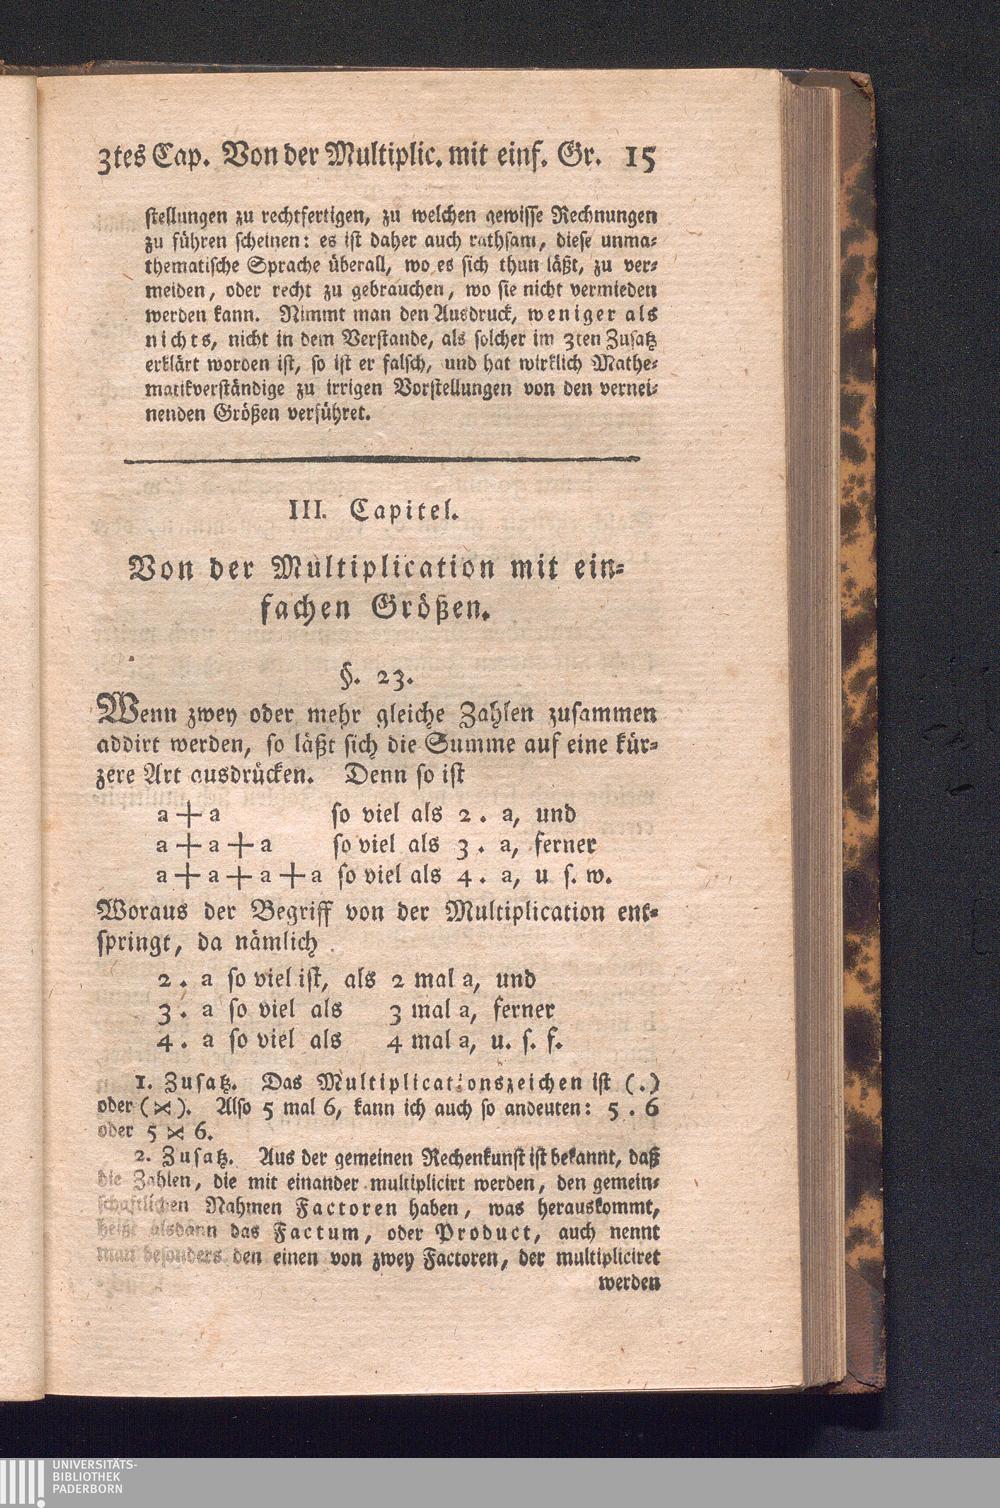 3tes Cap. Von der Multiplic. mit einf. Gr. 15
stellungen zu rechtfertigen, zu welchen gewisse Rechnungen
zu führen scheinen: es ist daher auch rathsam, diese unma-
thematische Sprache überall, wo es sich thun läßt, zu ver-
meiden, oder recht zu gebrauchen, wo sie nicht vermieden
werden kann. Nimmt man den Ausdruck, weniger als
nichts, nicht in dem Verstande, als solcher im 3ten Zusatz
erklärt worden ist, so ist er falsch, und hat wirklich Mathe-
matikverständige zu irrigen Vorstellungen von den vernei-
nenden Größen verführet.
III. Capitel.
Von der Multiplication mit ein-
fachen Größen.
§. 23.
Wenn zwey oder mehr gleiche Zahlen zusammen
addirt werden, so läßt sich die Summe auf eine kür-
zere Art ausdrücken. Denn so ist
a + a so viel als 2 . a, und
a + a + a so viel als 3 . a, ferner
a + a + a + a so viel als 4 . a, u s. w.
Woraus der Begriff von der Multiplication ent-
springt, da nämlich
2 . a so viel ist, als 2 mal a, und
3 . a so viel als 3 mal a, ferner
4 . a so viel als 4 mal a, u. s. f.
1. Zusatz. Das Multiplicationszeichen ist (.)
oder (×). Also 5 mal 6, kann ich auch so andeuten: 5 . 6
oder 5 × 6.
2. Zusatz. Aus der gemeinen Rechenkunst ist bekannt, daß
die Zahlen, die mit einander multiplicirt werden, den gemein-
schaftlichen Nahmen Factoren haben, was herauskommt,
heißt alsdann das Factum, oder Product, auch nennt
man besonders den einen von zwey Factoren, der multipliciret
werden
UNIVERSITÄTS-
BIBLIOTHEK
PADERBORN